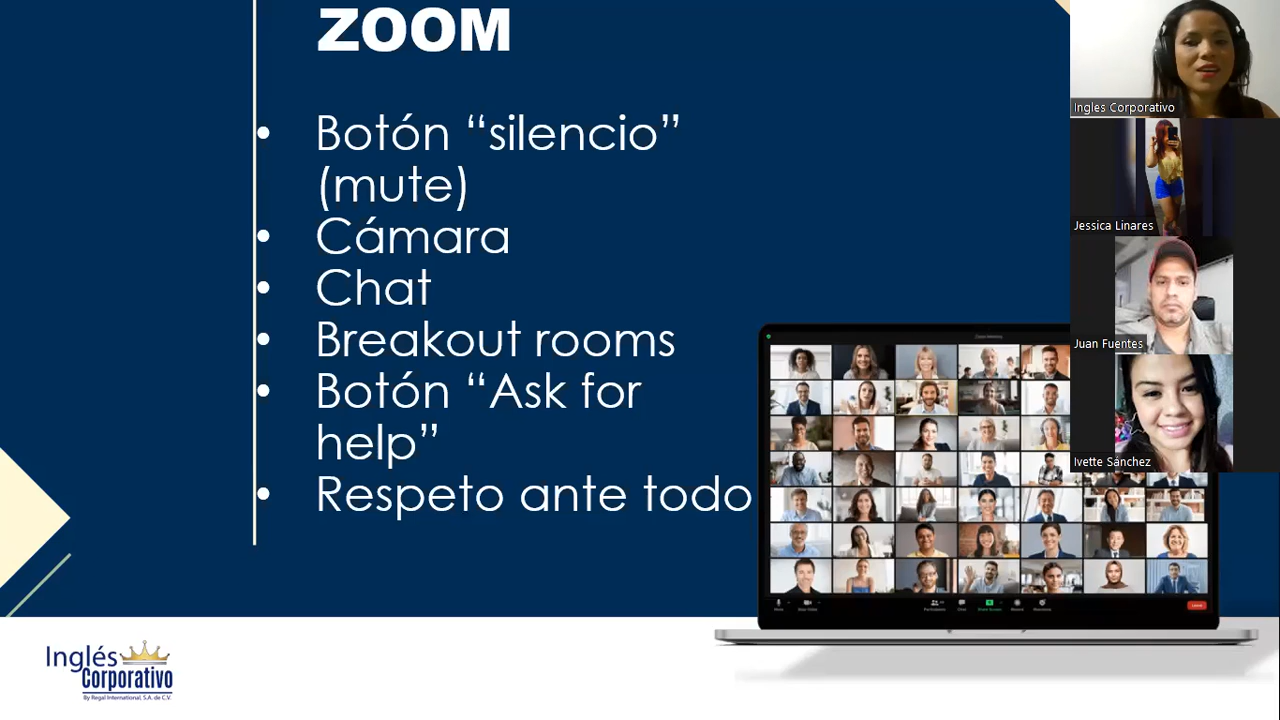 ZOOM
Botón “silencio”
(mute)
Cámara
Chat
Breakout rooms
Botón “Ask for
help”
Respeto ante todo
Ingles Corporativo
Jessica Linares
Juan Fuentes
Ivette Sánchez
Inglés
Corporativo
By Regal International, S.A. de C.V.